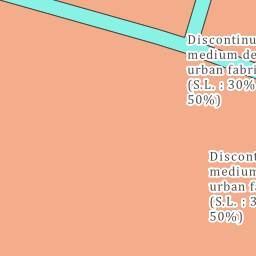 Discontinu
medium de
urban fabri
(S.L. : 30%
50%)
Discont
medium
urban fa
(S.L. : 3
50%)